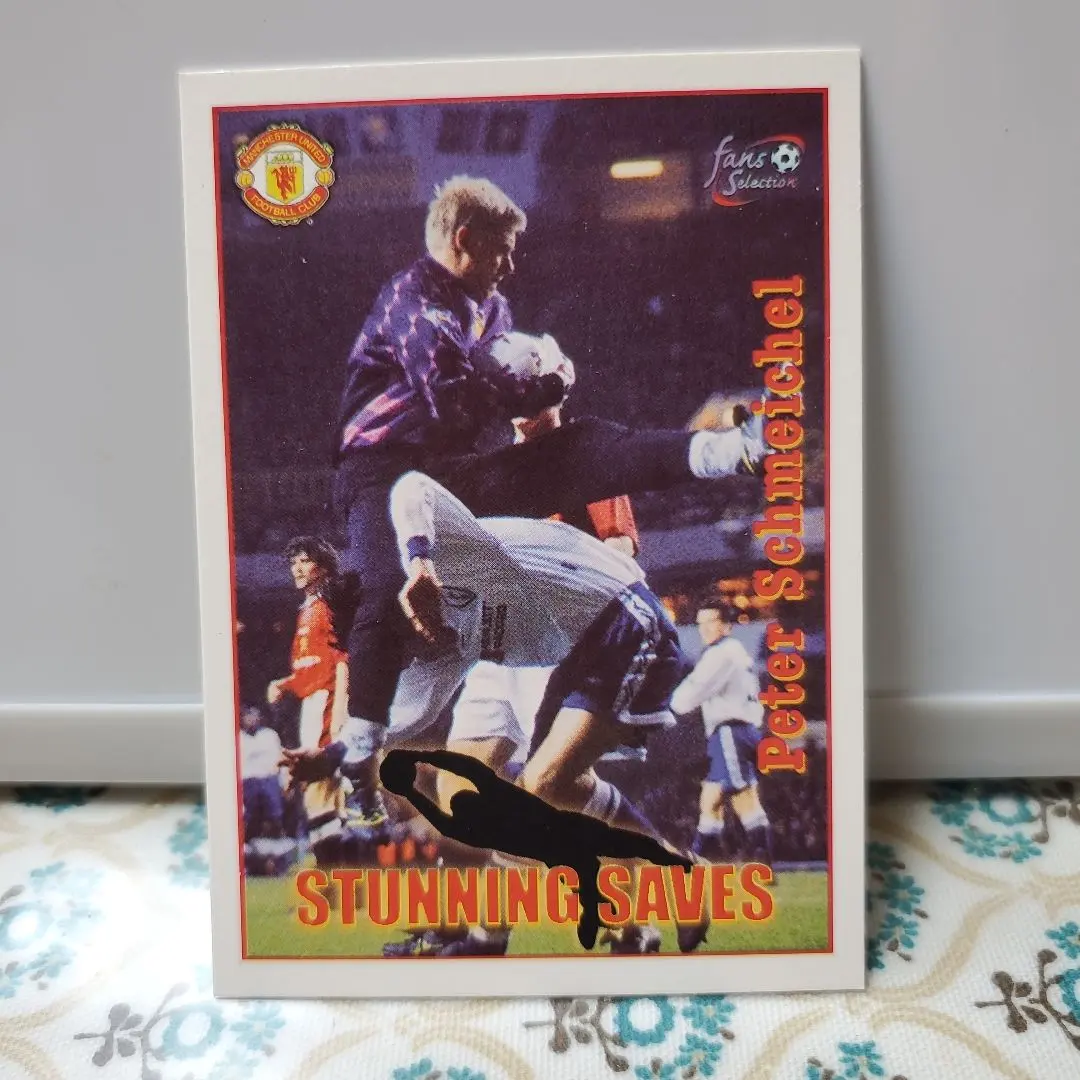 MANCHESTER UNITED
FOOTBALL CLUB
fans
Selection
Peter Schmeichel
STUNNING SAVES